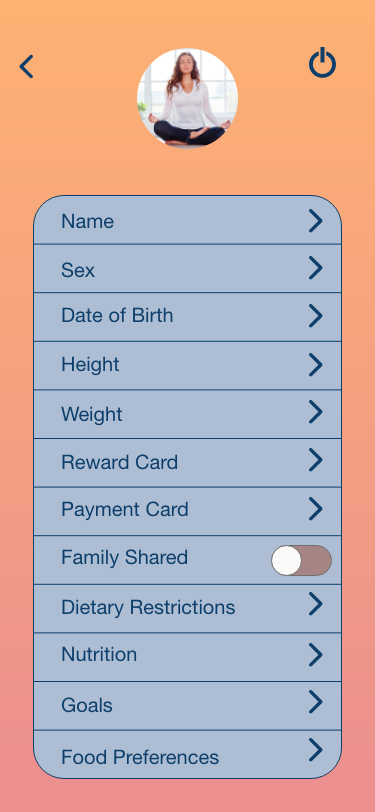 Name
Sex
Date of Birth
Height
Weight
Reward Card
Payment Card
Family Shared
Dietary Restrictions
Nutrition
Goals
Food Preferences